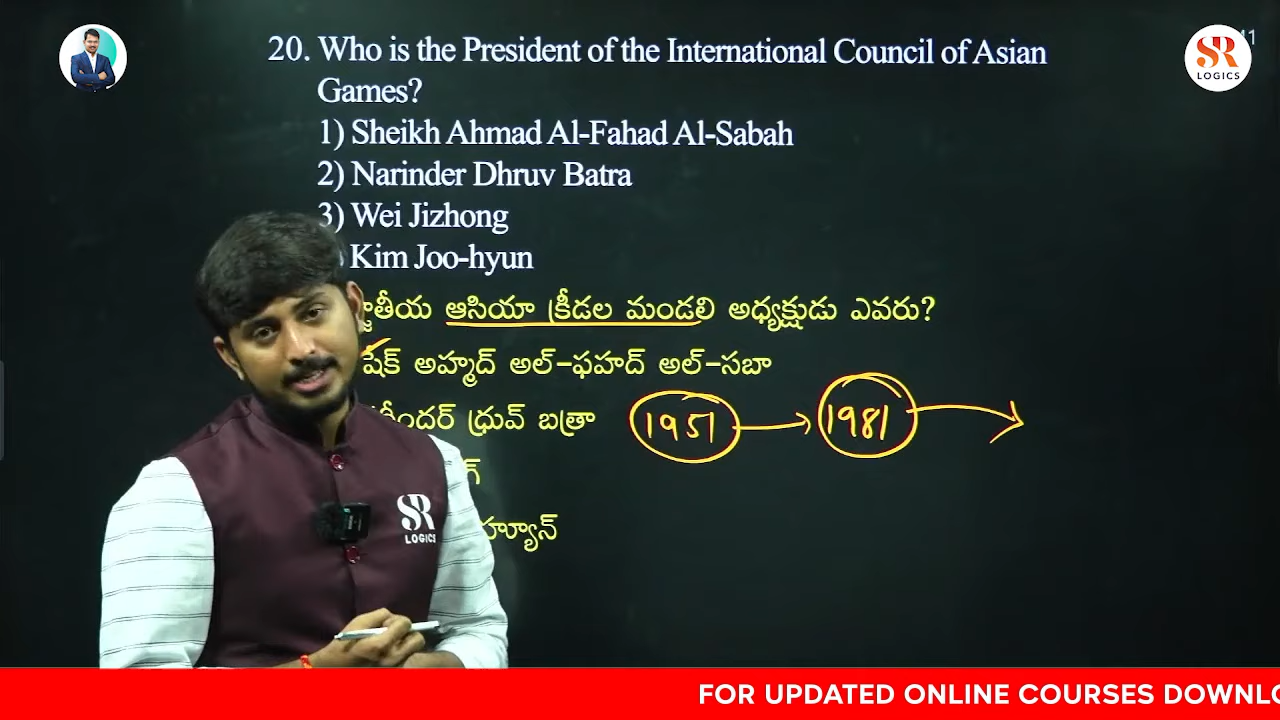 SR
LOGICS
20. Who is the President of the International Council of Asian
Games?
1) Sheikh Ahmad Al-Fahad Al-Sabah
2) Narinder Dhruv Batra
3) Wei Jizhong
Kim Joo-hyun
ఆసియా క్రీడల మండలి అధ్యక్షుడు ఎవరు?
షేక్ అహ్మద్ అల్-ఫహద్ అల్-సబా
ధ్రువ్ బత్రా
1951 → 1981 →
SR
LOGICS
FOR UPDATED ONLINE COURSES